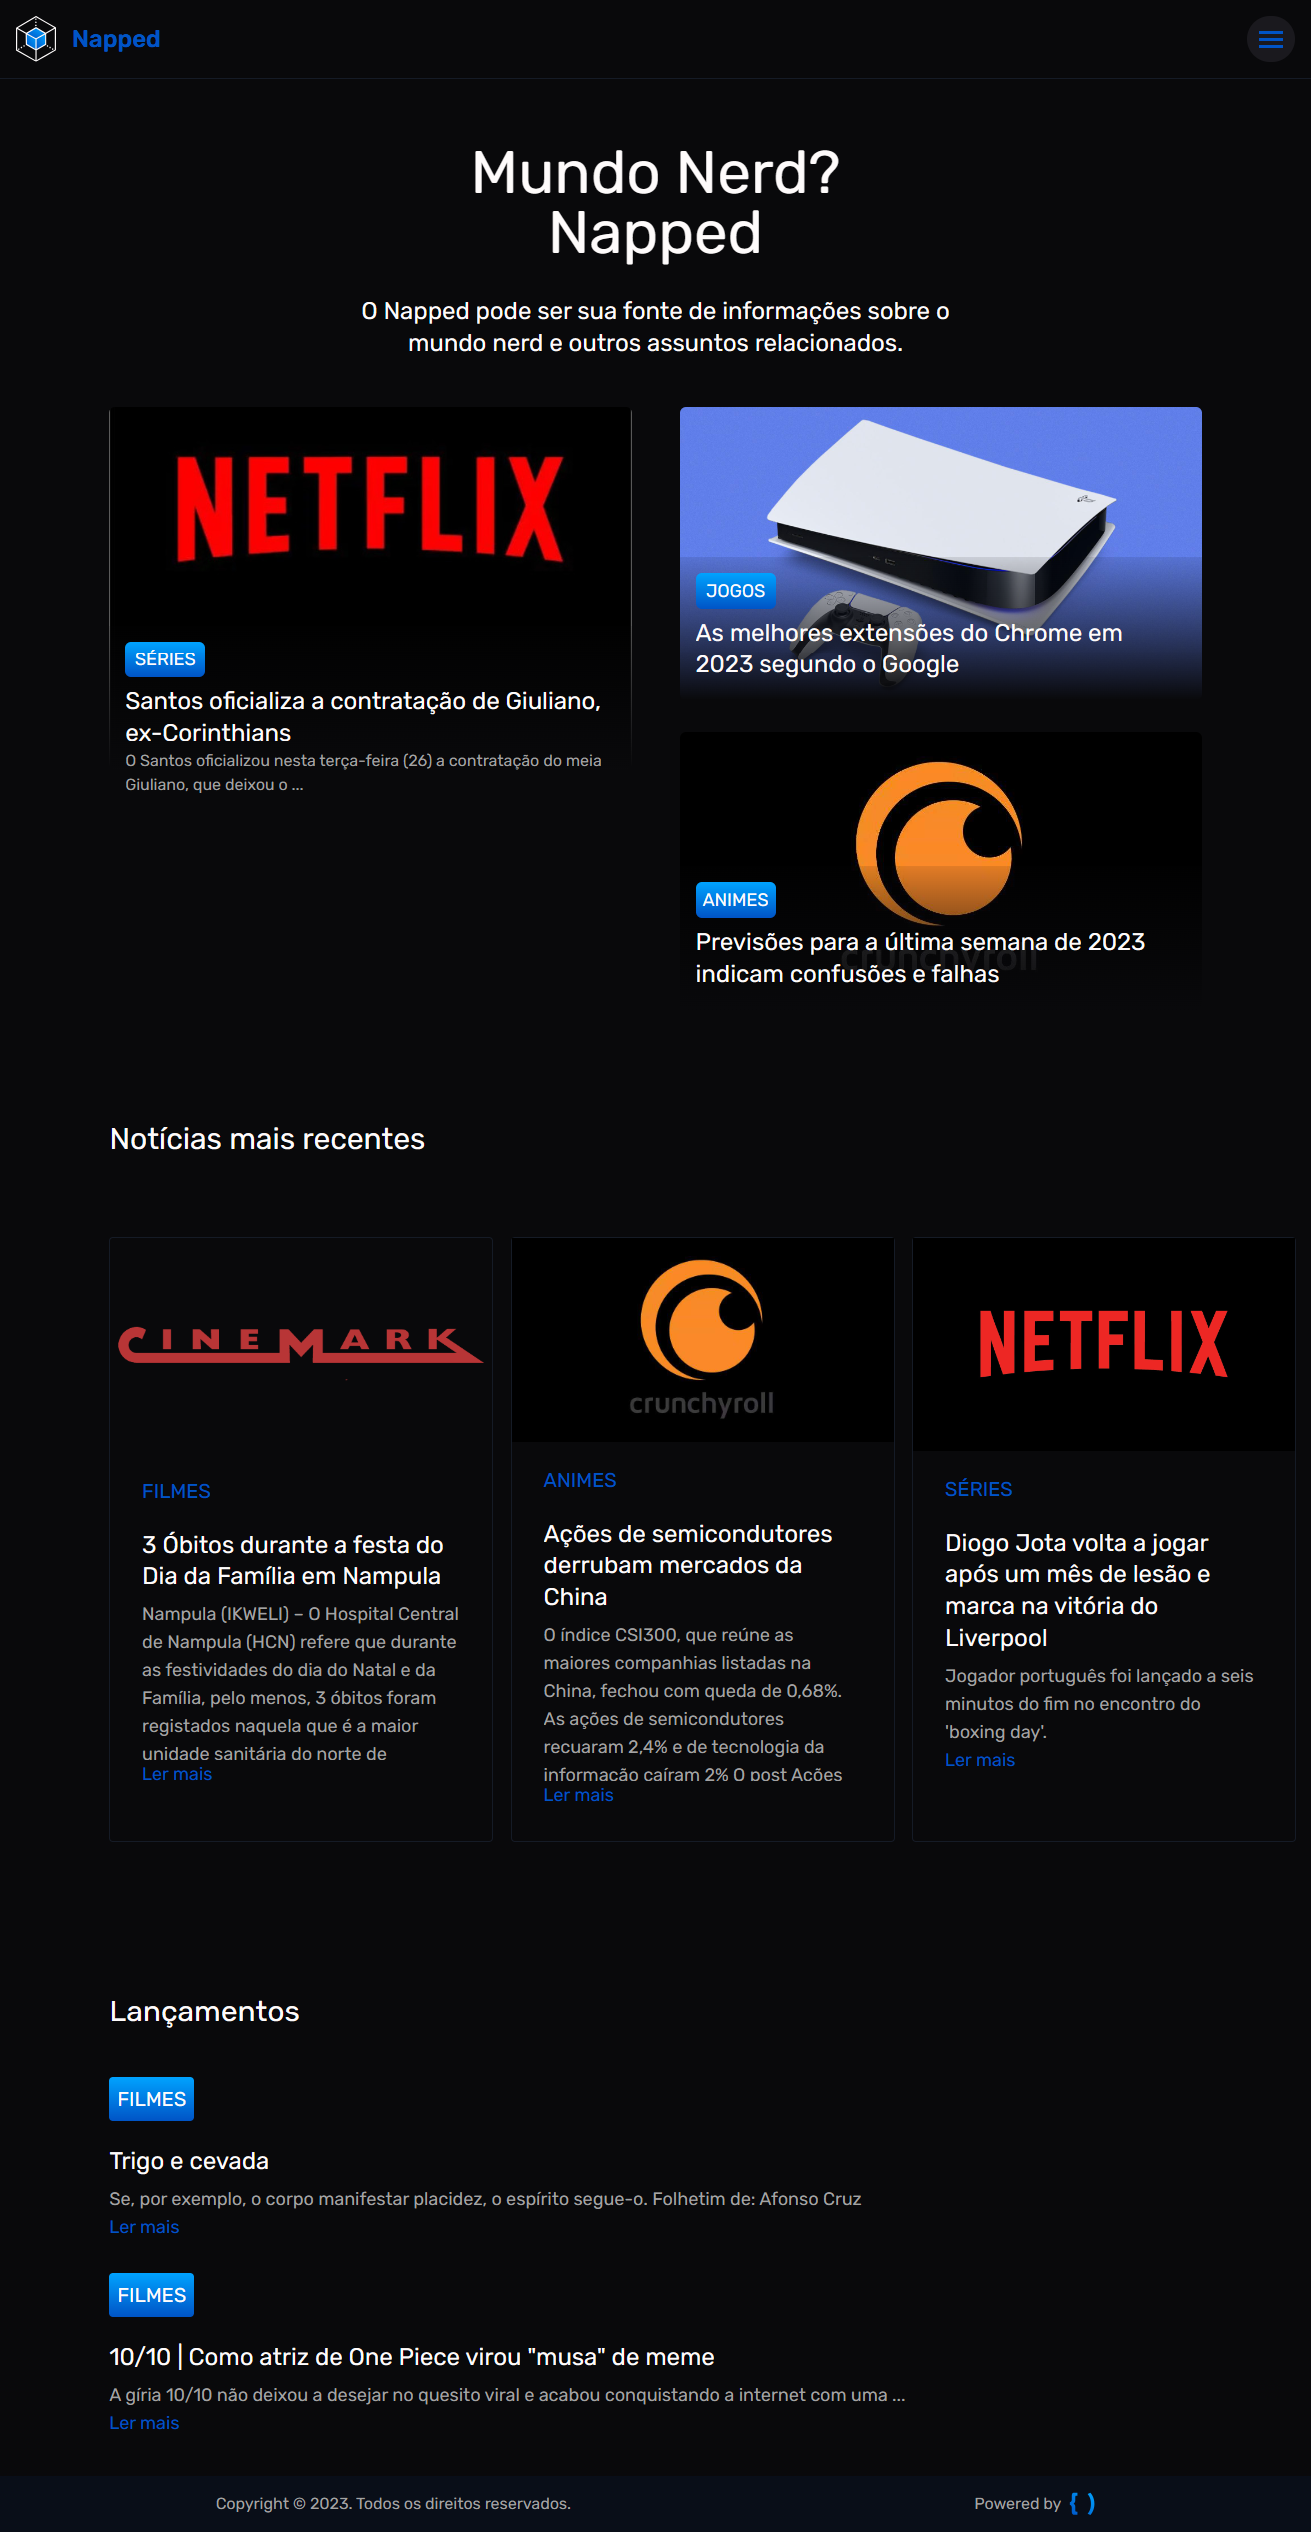 Napped
Mundo Nerd?
Napped
O Napped pode ser sua fonte de informações sobre o
mundo nerd e outros assuntos relacionados.
NETFLIX
SÉRIES
Santos oficializa a contratação de Giuliano,
ex-Corinthians
O Santos oficializou nesta terça-feira (26) a contratação do meia
Giuliano, que deixou o ...
JOGOS
As melhores extensões do Chrome em
2023 segundo o Google
ANIMES
Previsões para a última semana de 2023
indicam confusões e falhas
crunchyroll
Notícias mais recentes
CINEMARK
FILMES
3 Óbitos durante a festa do
Dia da Família em Nampula
Nampula (IKWELI) – O Hospital Central
de Nampula (HCN) refere que durante
as festividades do dia do Natal e da
Família, pelo menos, 3 óbitos foram
registados naquela que é a maior
unidade sanitária do norte de
Ler mais
crunchyroll
ANIMES
Ações de semicondutores
derrubam mercados da
China
O índice CSI300, que reúne as
maiores companhias listadas na
China, fechou com queda de 0,68%.
As ações de semicondutores
recuaram 2,4% e de tecnologia da
informação caíram 2% O post Ações
Ler mais
NETFLIX
SÉRIES
Diogo Jota volta a jogar
após um mês de lesão e
marca na vitória do
Liverpool
Jogador português foi lançado a seis
minutos do fim no encontro do
'boxing day'.
Ler mais
Lançamentos
FILMES
Trigo e cevada
Se, por exemplo, o corpo manifestar placidez, o espírito segue-o. Folhetim de: Afonso Cruz
Ler mais
FILMES
10/10 | Como atriz de One Piece virou "musa" de meme
A gíria 10/10 não deixou a desejar no quesito viral e acabou conquistando a internet com uma ...
Ler mais
Copyright © 2023. Todos os direitos reservados.
Powered by { )